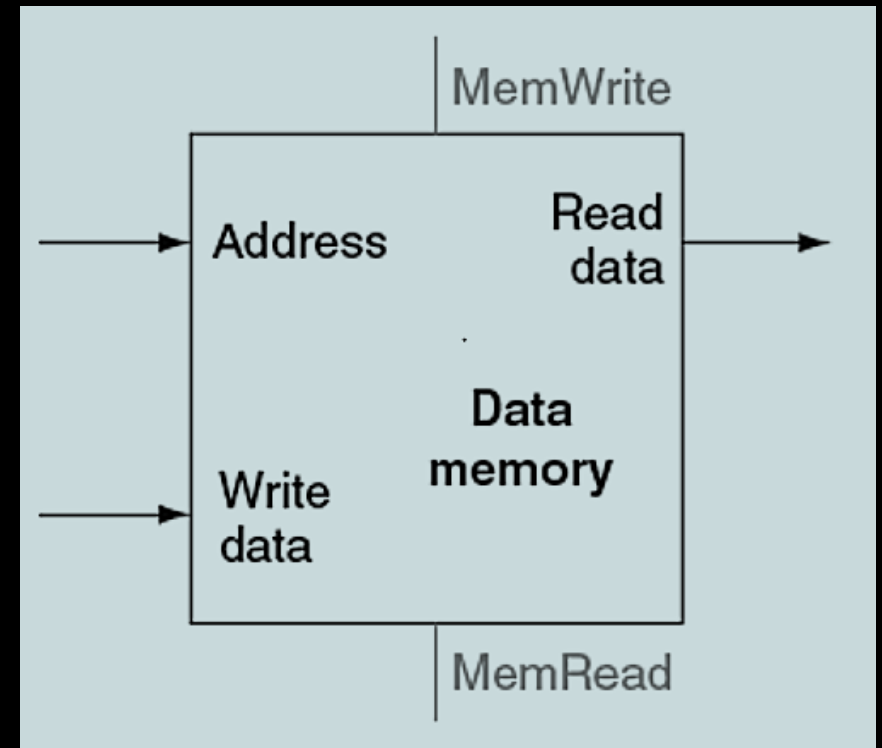 MemWrite
Address
Read
data
Data
memory
Write
data
MemRead